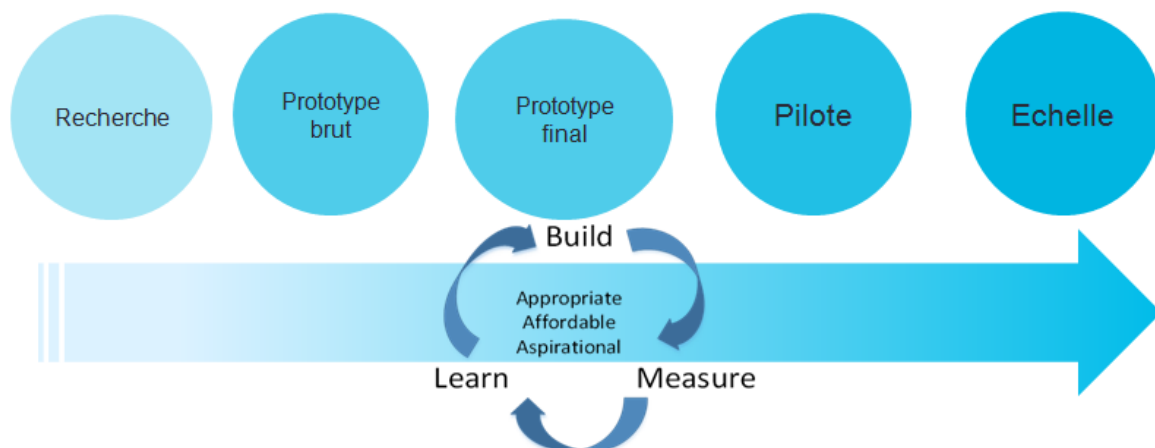 Recherche
Prototype
brut
Prototype
final
Pilote
Echelle
Build
Appropriate
Affordable
Aspirational
Learn
Measure